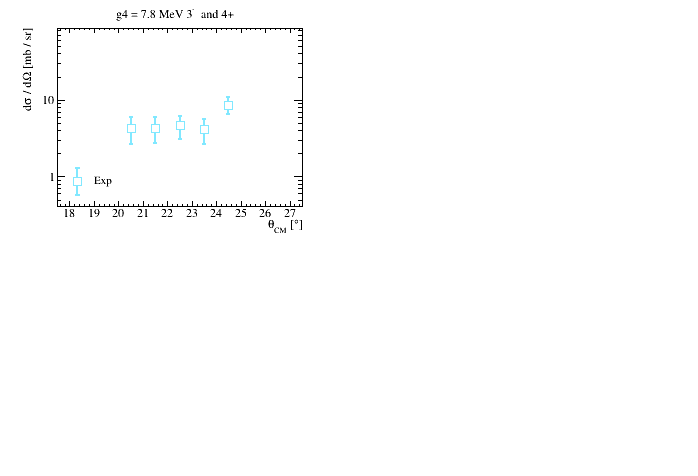 g4 = 7.8 MeV 3⁻ and 4+
dσ / dΩ [mb / sr]
10
1
Exp
18 19 20 21 22 23 24 25 26 27
θCM [°]